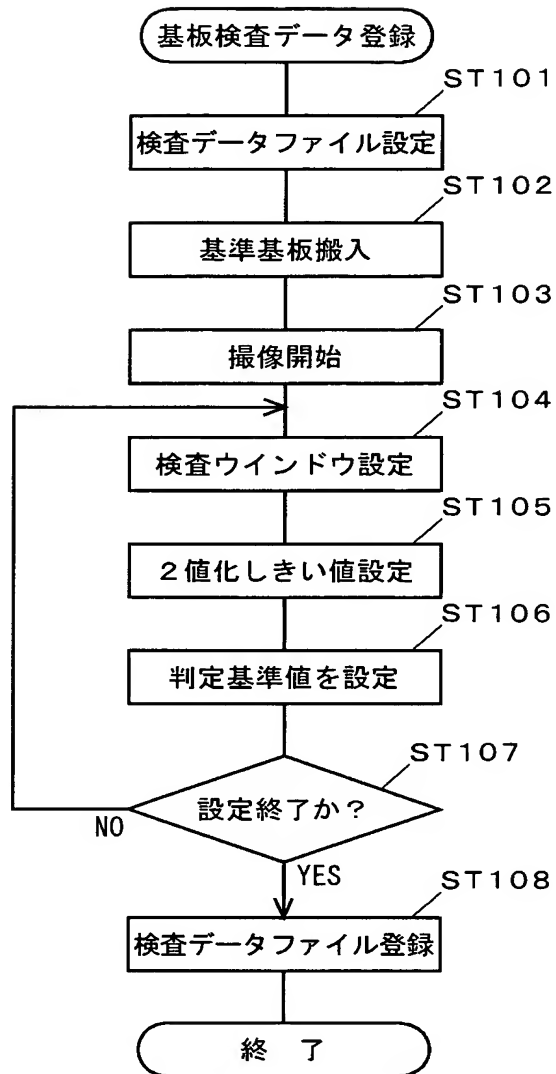 基板検査データ登録
ST101
検査データファイル設定
ST102
基準基板搬入
ST103
撮像開始
ST104
検査ウインドウ設定
ST105
2値化しきい値設定
ST106
判定基準値を設定
ST107
設定終了か?
NO
YES
ST108
検査データファイル登録
終 了